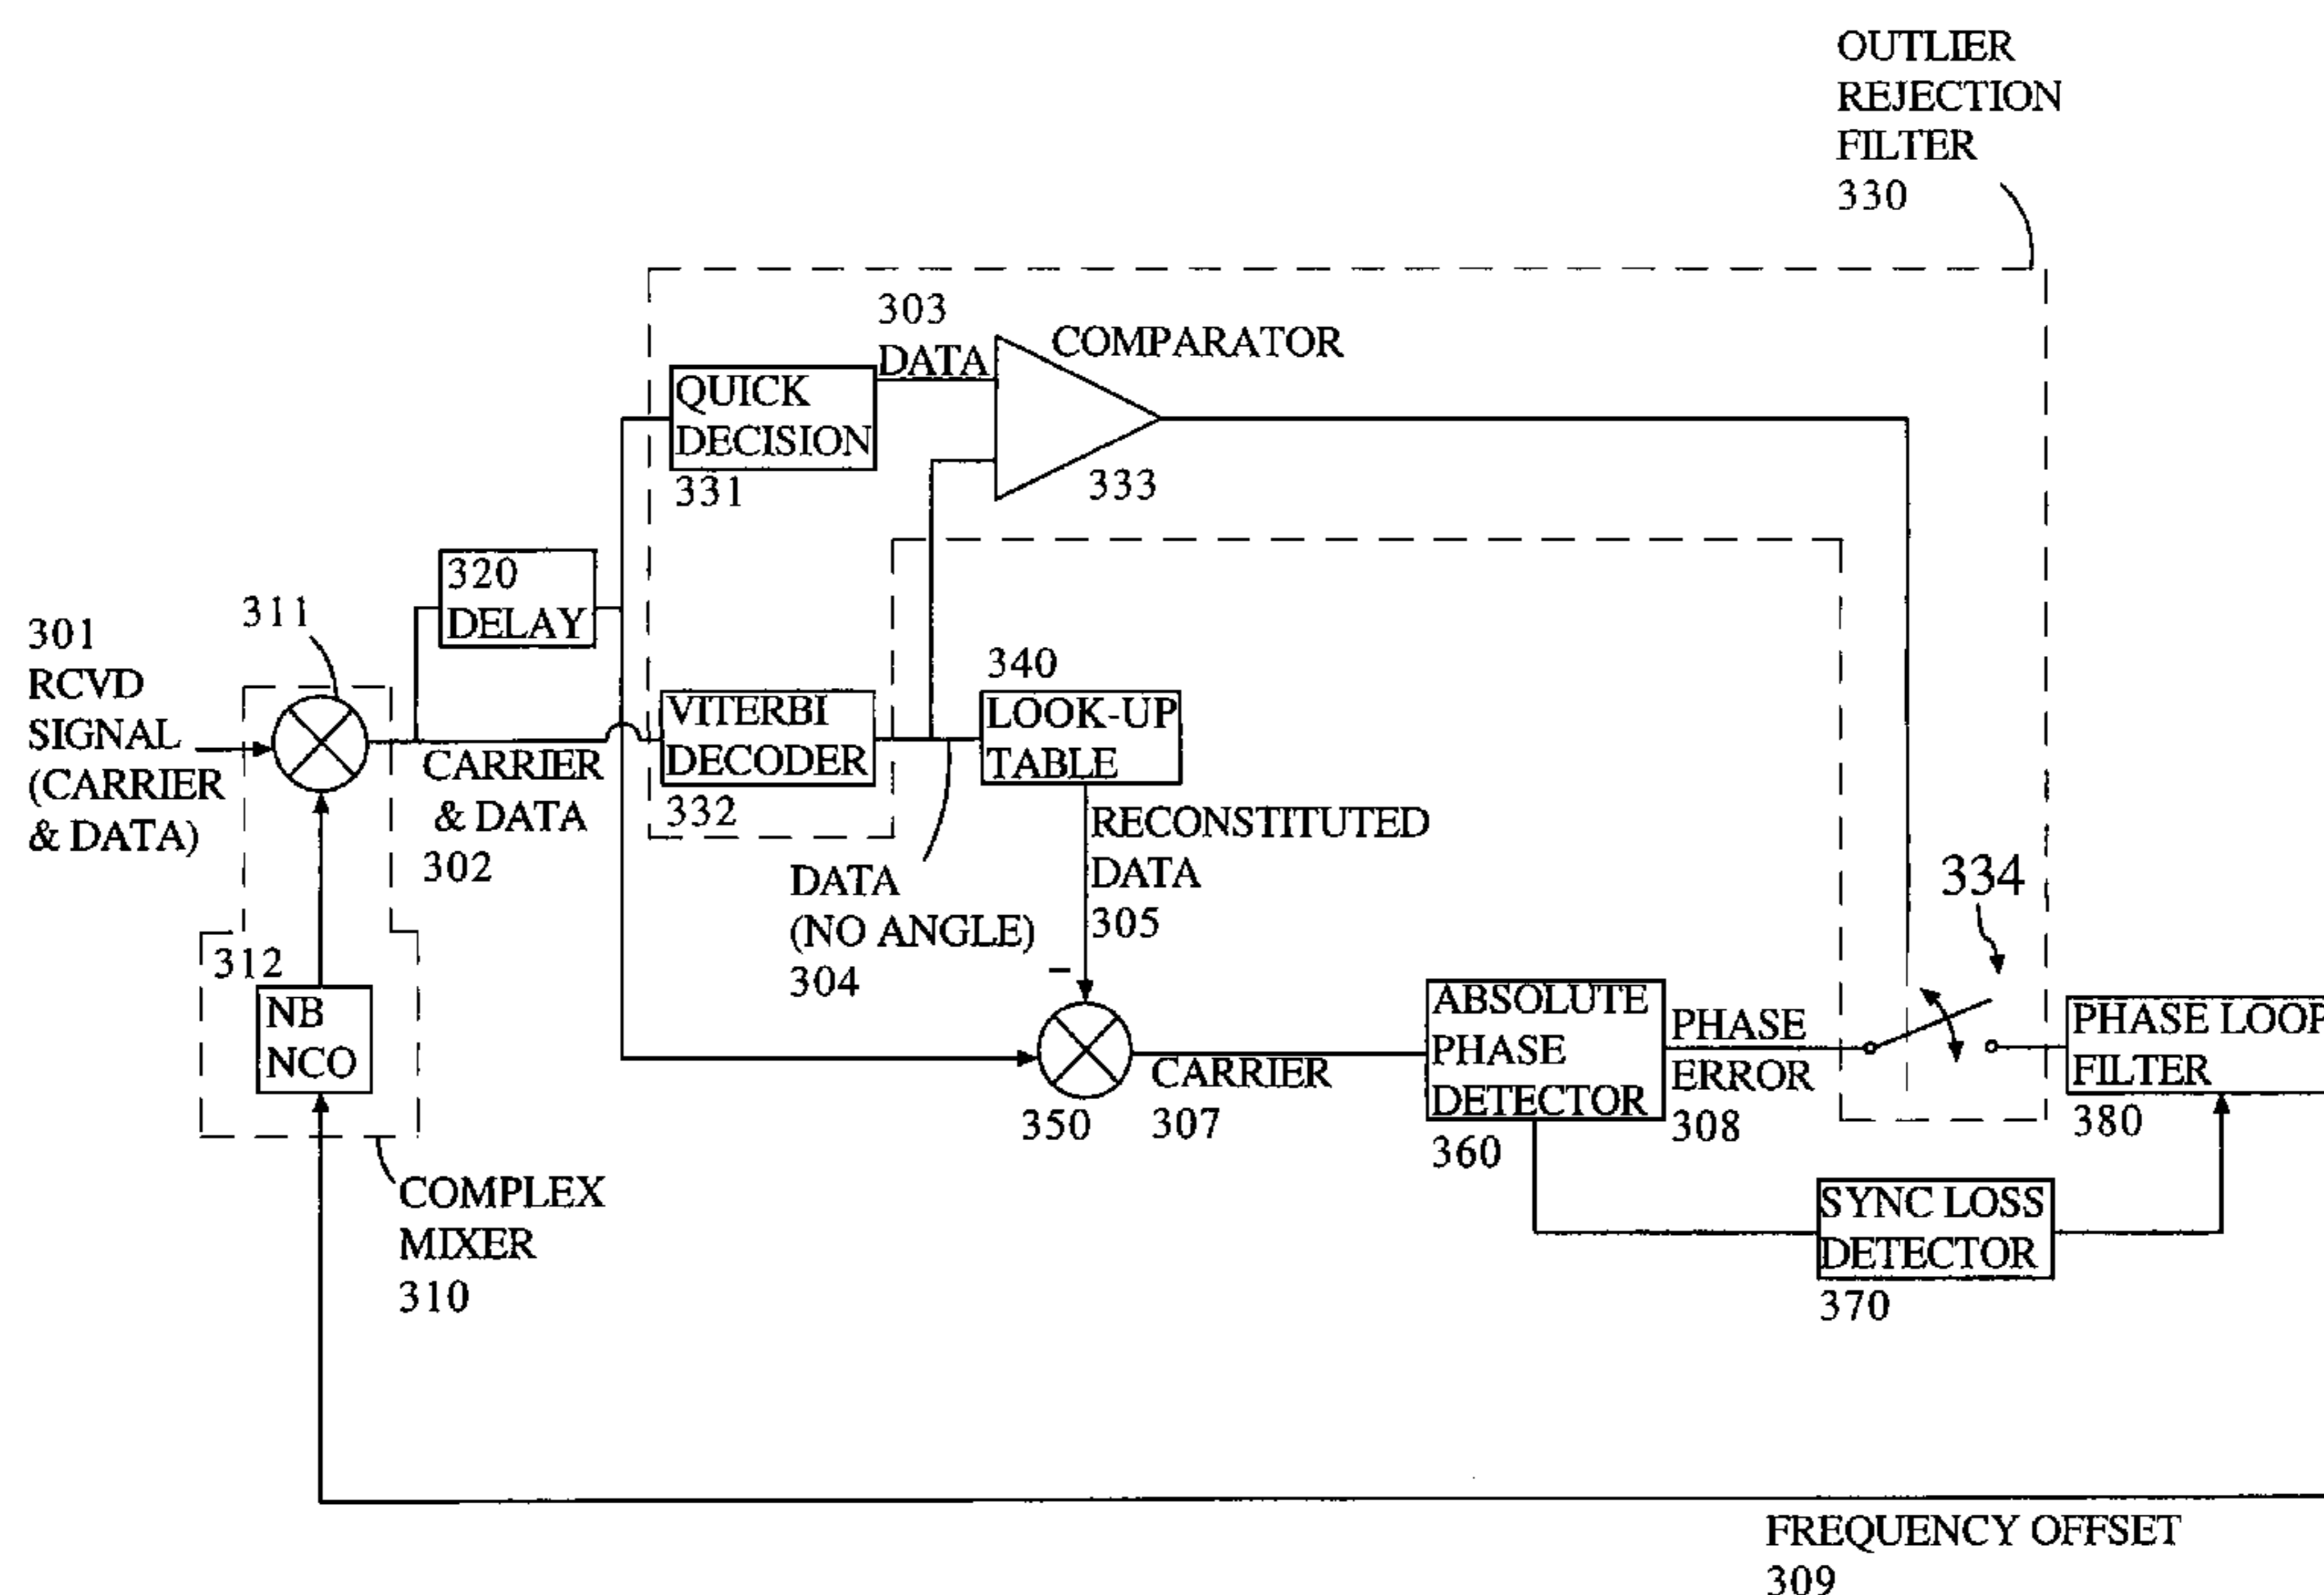 OUTLIER
REJECTION
FILTER
330
303
DATA
COMPARATOR
QUICK
DECISION
331
333
320
DELAY
311
301
RCVD
SIGNAL
(CARRIER
& DATA)
340
VITERBI
DECODER
332
LOOK-UP
TABLE
CARRIER
& DATA
302
RECONSTITUTED
DATA
305
DATA
(NO ANGLE)
304
334
312
NB
NCO
–
350
CARRIER
307
ABSOLUTE
PHASE
DETECTOR
360
PHASE
ERROR
308
PHASE LOOP
FILTER
380
COMPLEX
MIXER
310
SYNC LOSS
DETECTOR
370
FREQUENCY OFFSET
309